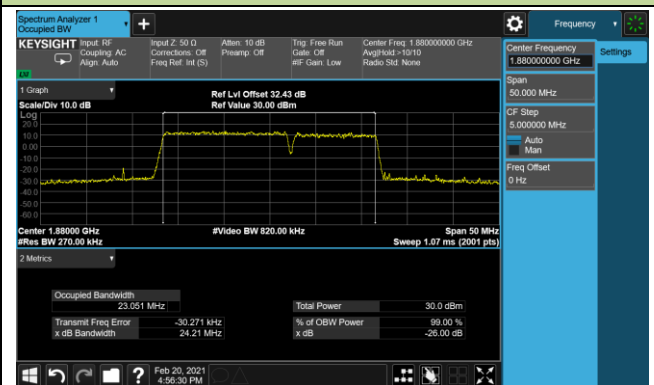 Spectrum Analyzer 1
Occupied BW
+
Frequency
KEYSIGHT
Input: RF
Coupling: AC
Align: Auto
Input Z: 50 Ω
Corrections: Off
Freq Ref: Int (S)
Atten: 10 dB
Preamp: Off
Trig: Free Run
Gate: Off
#IF Gain: Low
Center Freq: 1.880000000 GHz
Avg|Hold:>10/10
Radio Std: None
Center Frequency
1.880000000 GHz
Settings
Span
50.000 MHz
CF Step
5.000000 MHz
Auto
Man
Freq Offset
0 Hz
1 Graph
Scale/Div 10.0 dB
Ref Lvl Offset 32.43 dB
Ref Value 30.00 dBm
Log
20.0
10.0
0.00
-10.0
-20.0
-30.0
-40.0
-50.0
-60.0
Center 1.88000 GHz
#Video BW 820.00 kHz
Span 50 MHz
#Res BW 270.00 kHz
Sweep 1.07 ms (2001 pts)
2 Metrics
Occupied Bandwidth
23.051 MHz
Total Power
30.0 dBm
Transmit Freq Error
-30.271 kHz
% of OBW Power
99.00 %
x dB Bandwidth
24.21 MHz
x dB
-26.00 dB
?
Feb 20, 2021
4:56:30 PM